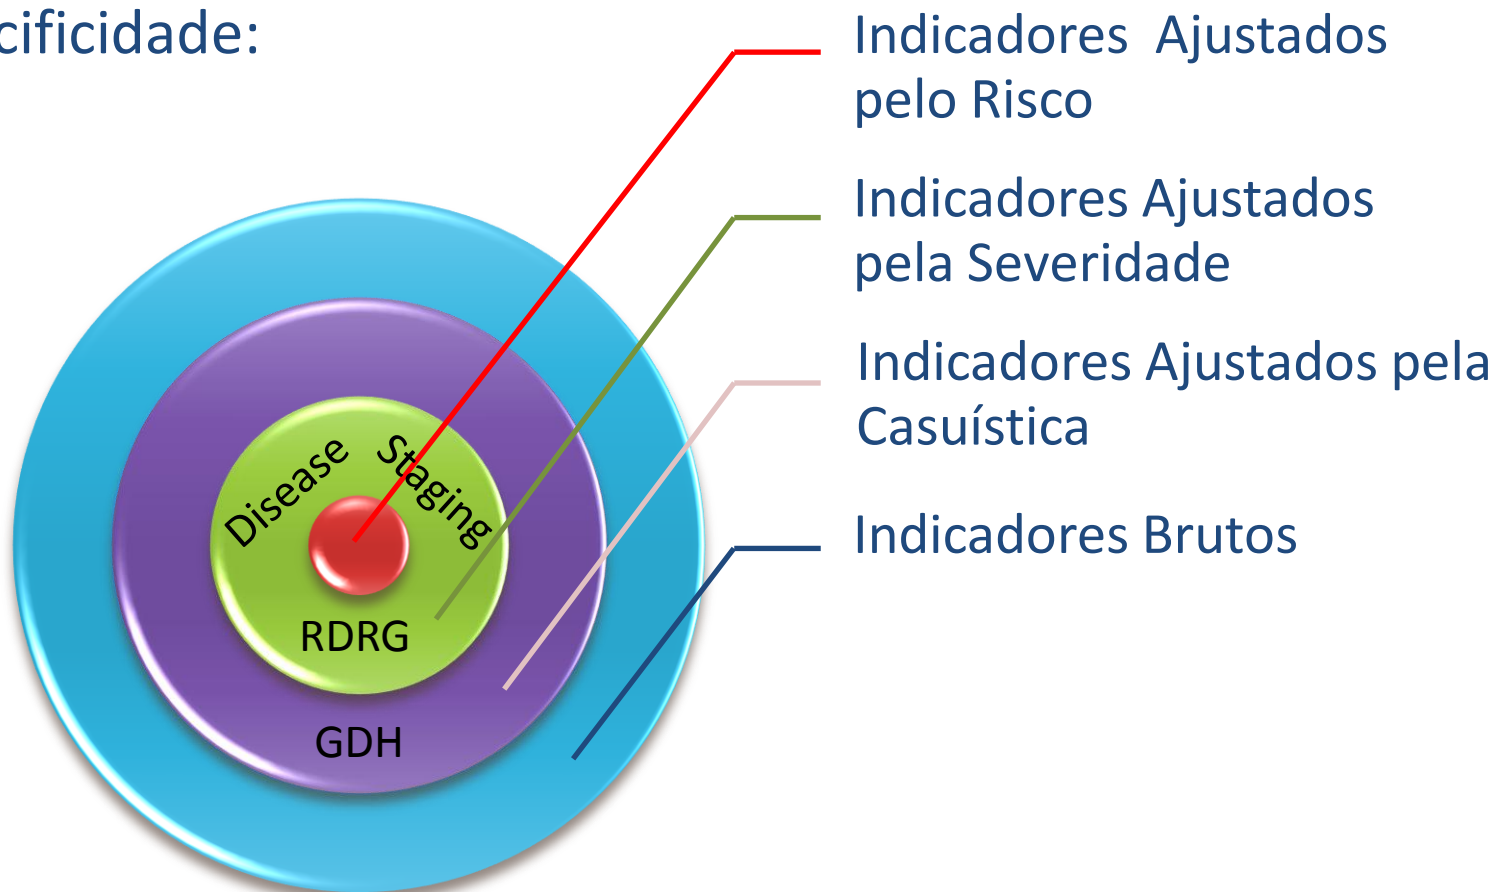 cificidade:
Indicadores Ajustados
pelo Risco
Indicadores Ajustados
pela Severidade
Indicadores Ajustados pela
Casuística
Indicadores Brutos
Disease Staging
RDRG
GDH